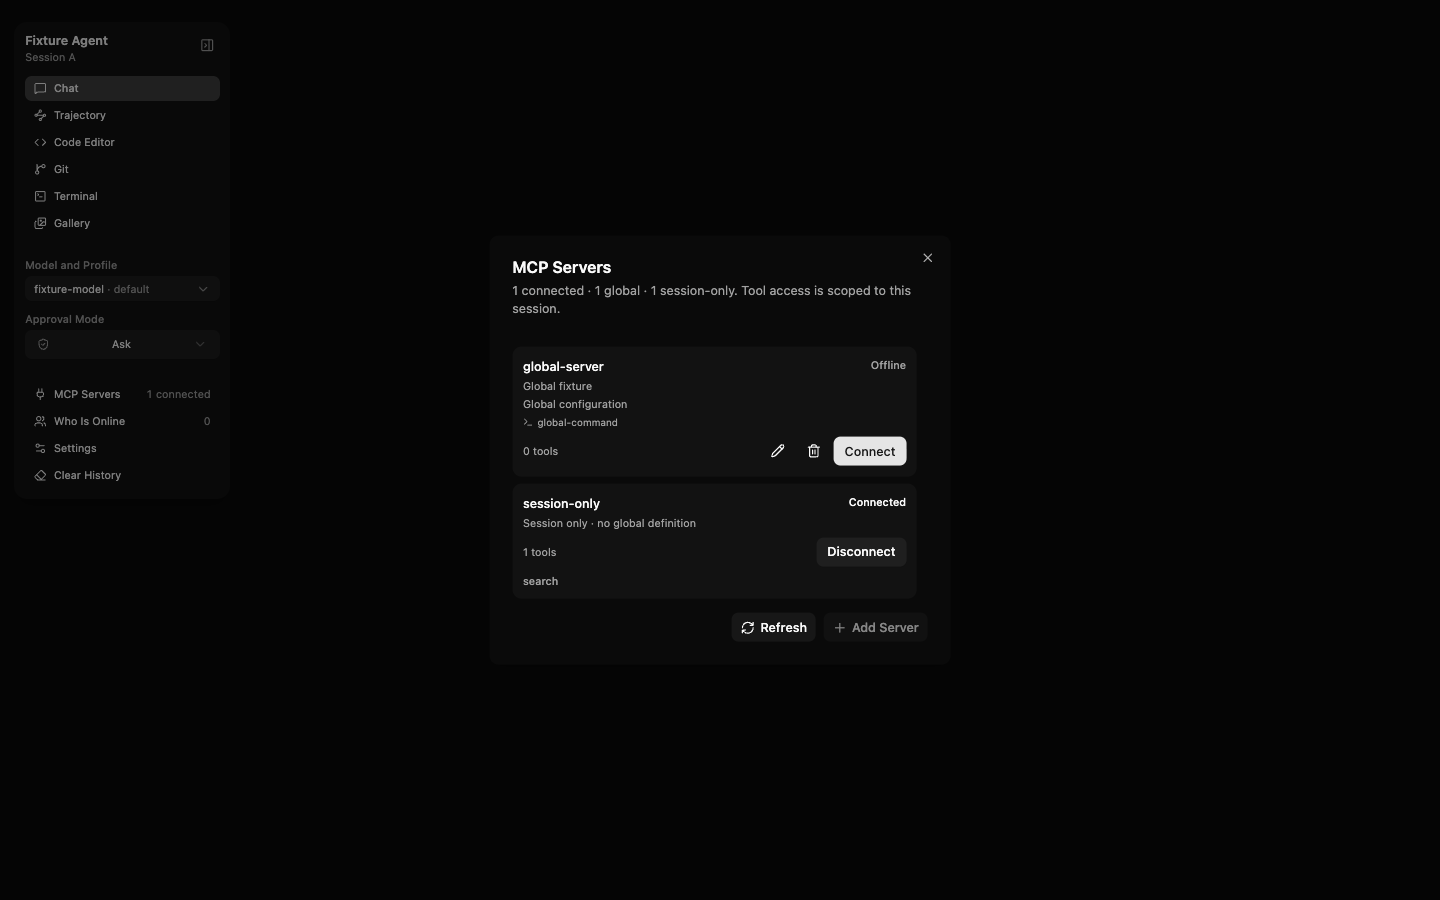 Fixture Agent
Session A
Chat
Trajectory
Code Editor
Git
Terminal
Gallery
Model and Profile
fixture-model · default
Approval Mode
Ask
MCP Servers 1 connected
Who Is Online 0
Settings
Clear History
MCP Servers
1 connected · 1 global · 1 session-only. Tool access is scoped to this
session.
global-server Offline
Global fixture
Global configuration
global-command
0 tools Connect
session-only Connected
Session only · no global definition
1 tools Disconnect
search
Refresh Add Server